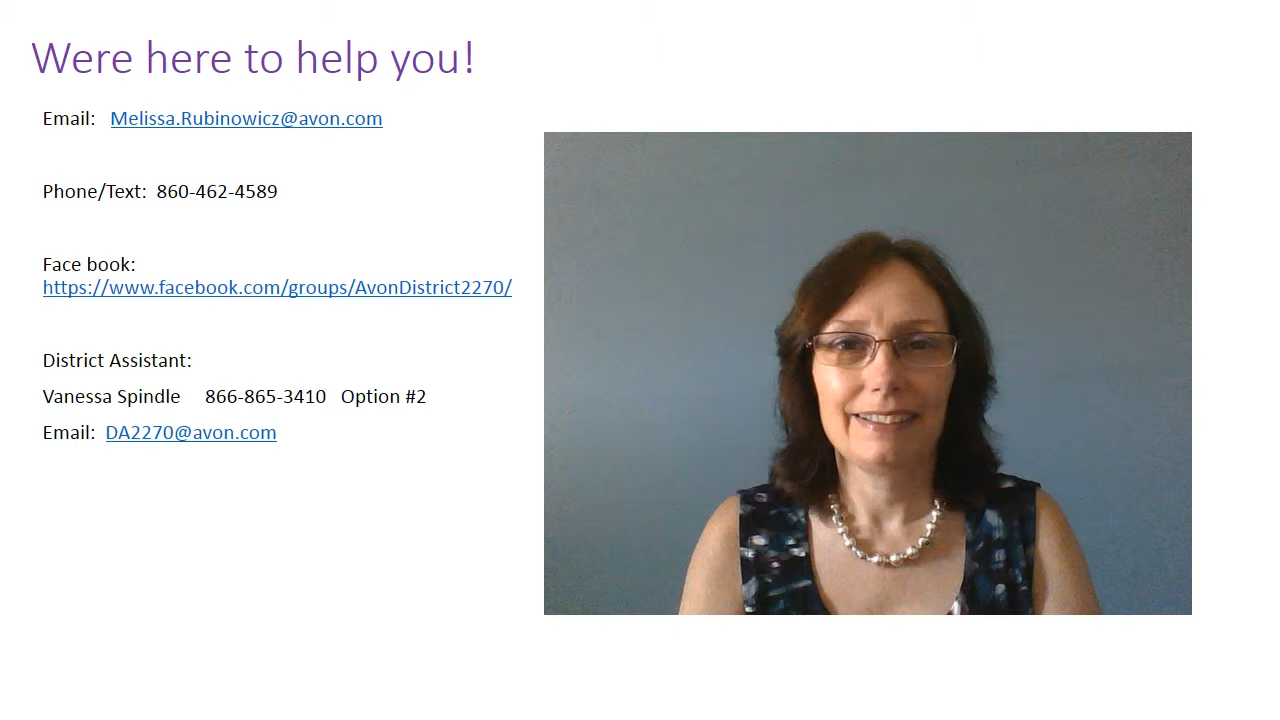 Were here to help you!
Email: Melissa.Rubinowicz@avon.com
Phone/Text: 860-462-4589
Face book:
https://www.facebook.com/groups/AvonDistrict2270/
District Assistant:
Vanessa Spindle 866-865-3410 Option #2
Email: DA2270@avon.com